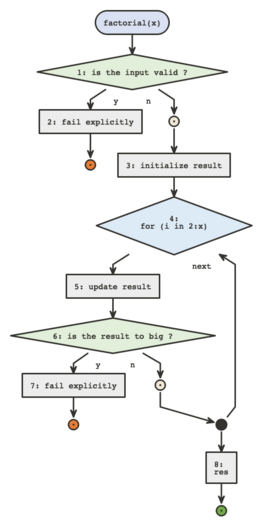 factorial(x)
1: is the input valid ?
y
n
2: fail explicitly
3: initialize result
4:
for (i in 2:x)
next
5: update result
6: is the result to big ?
y
n
7: fail explicitly
8:
res